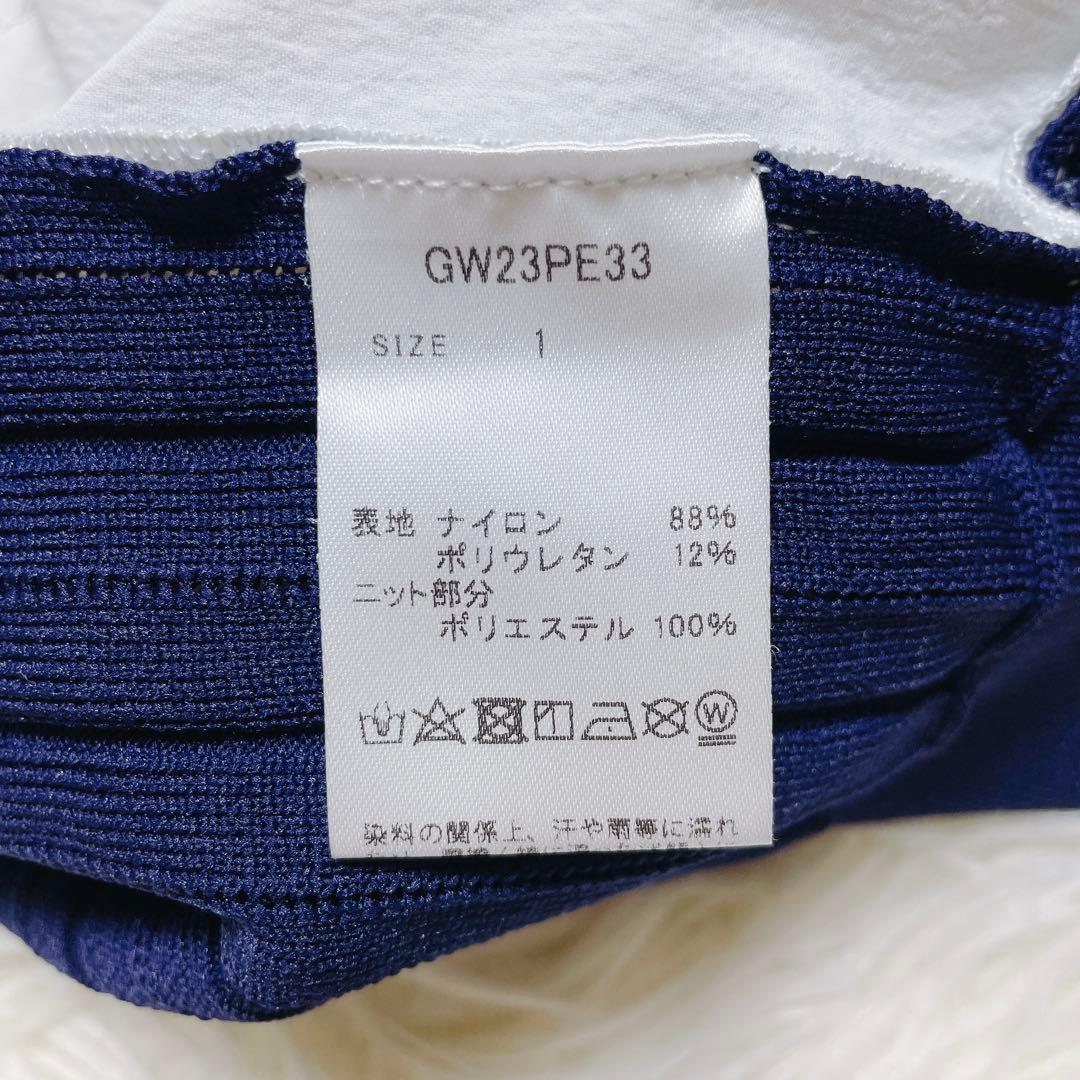 GW23PE33
SIZE 1
表地 ナイロン 88%
ポリウレタン 12%
ニット部分
ポリエステル 100%
W
染料の関係上、汗や雨等に濡れ